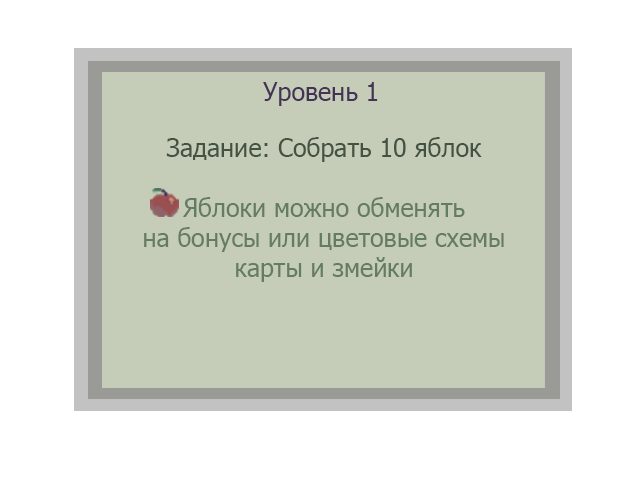 Уровень 1
Задание: Собрать 10 яблок
Яблоки можно обменять
на бонусы или цветовые схемы
карты и змейки